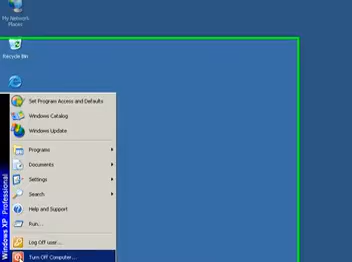 My Network
Places
Recycle Bin
Set Program Access and Defaults
Windows Catalog
Windows Update
Programs
Documents
Settings
Search
Help and Support
Run...
Log Off user...
Turn Off Computer...
Windows XP Professional